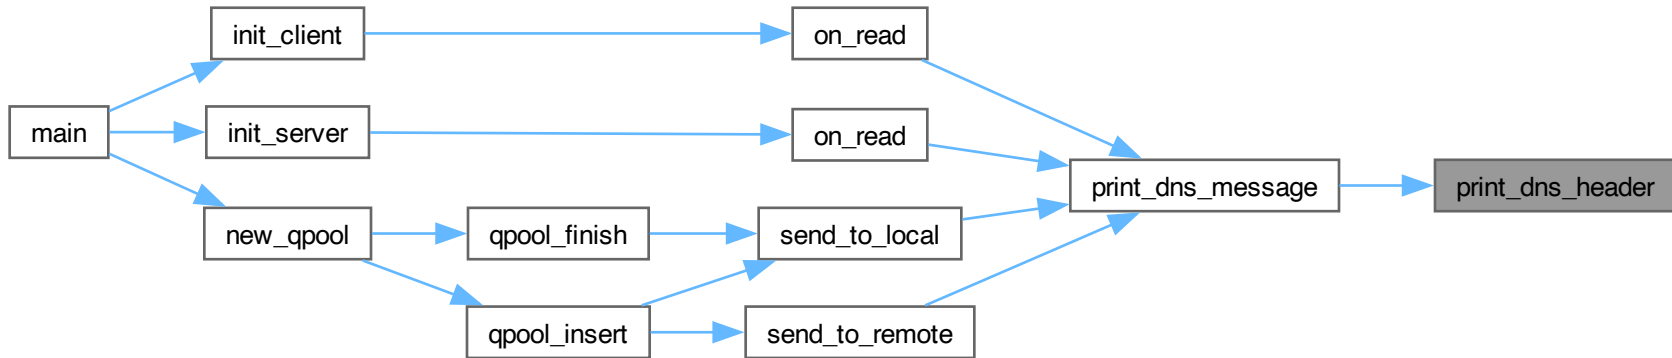 init_client
on_read
main
init_server
on_read
print_dns_message
print_dns_header
new_qpool
qpool_finish
send_to_local
qpool_insert
send_to_remote